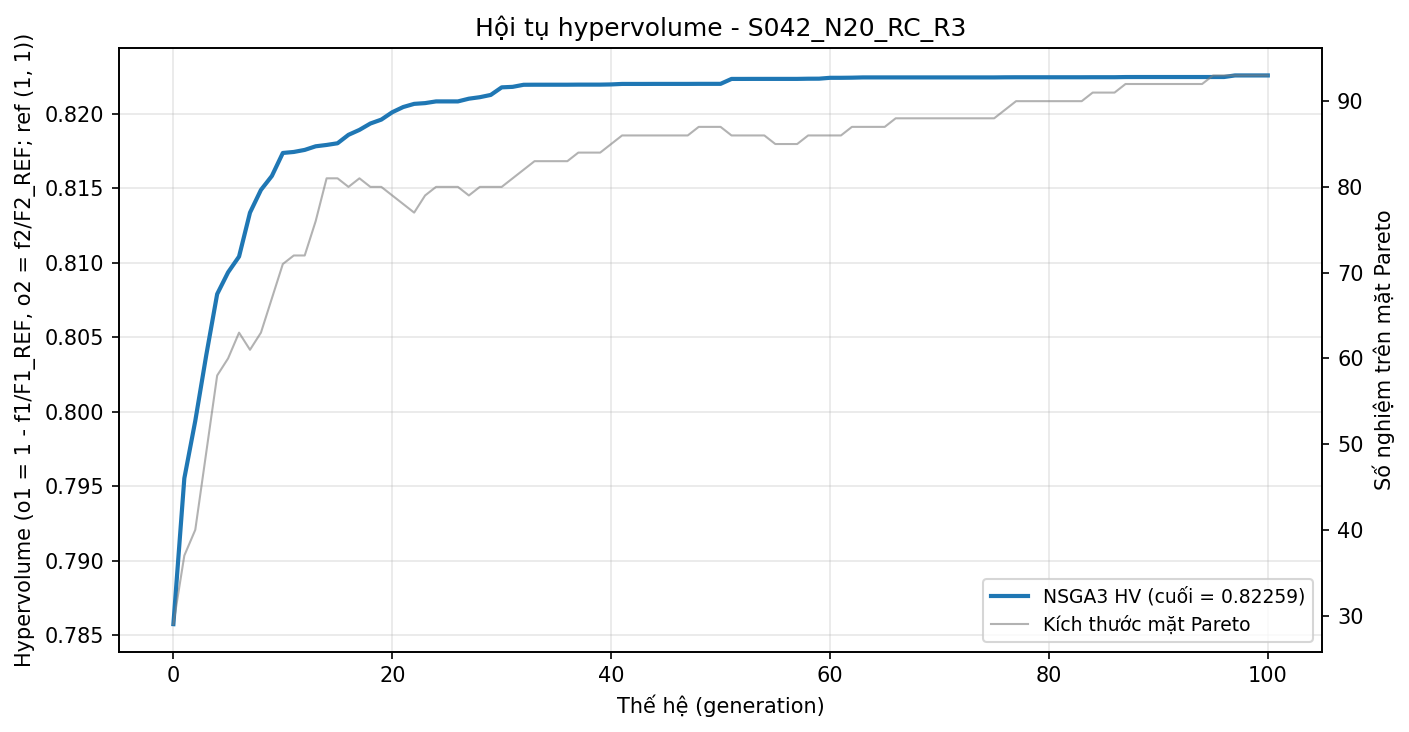 Hội tụ hypervolume - S042_N20_RC_R3
Hypervolume (o1 = 1 - f1/F1_REF, o2 = f2/F2_REF; ref (1, 1))
0.820
0.815
0.810
0.805
0.800
0.795
0.790
0.785
90
80
70
60
50
40
30
Số nghiệm trên mặt Pareto
NSGA3 HV (cuối = 0.82259)
Kích thước mặt Pareto
0 20 40 60 80 100
Thế hệ (generation)